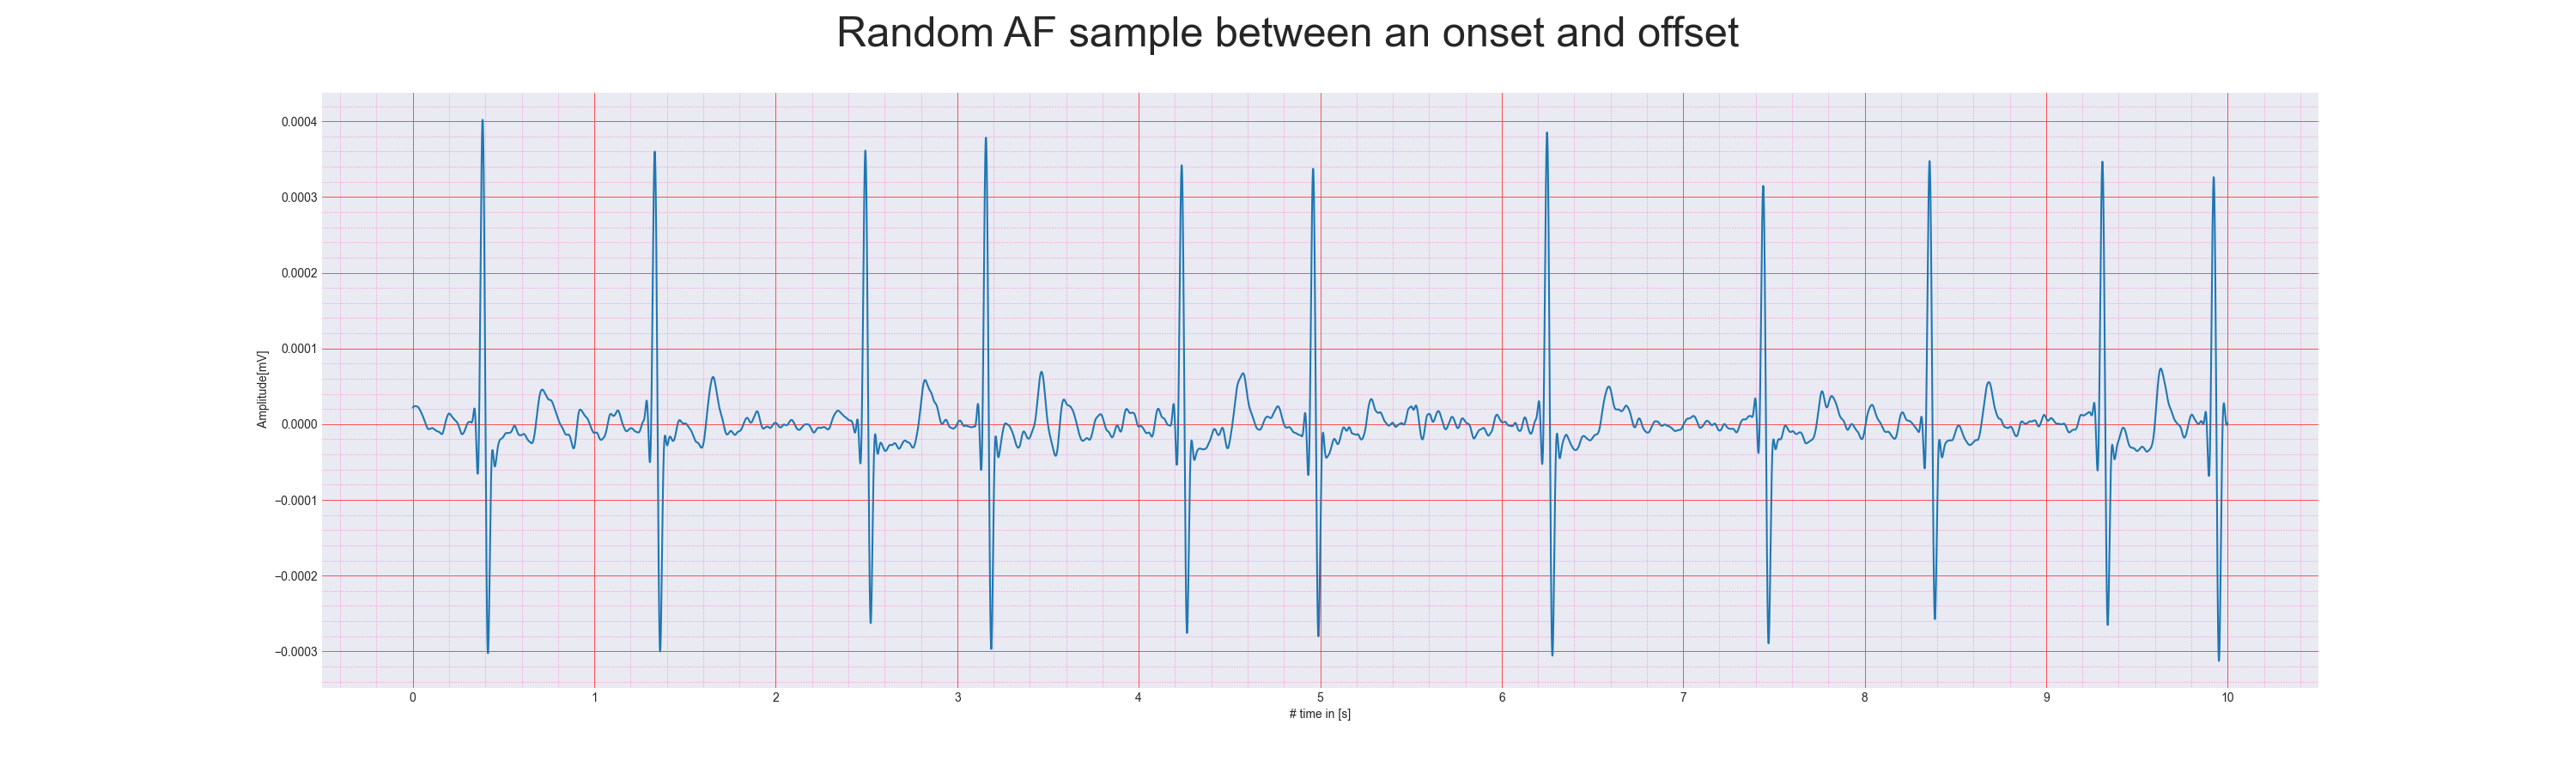 Random AF sample between an onset and offset
0.0004
0.0003
0.0002
0.0001
0.0000
−0.0001
−0.0002
−0.0003
Amplitude[mV]
0 1 2 3 4 5 6 7 8 9 10
# time in [s]